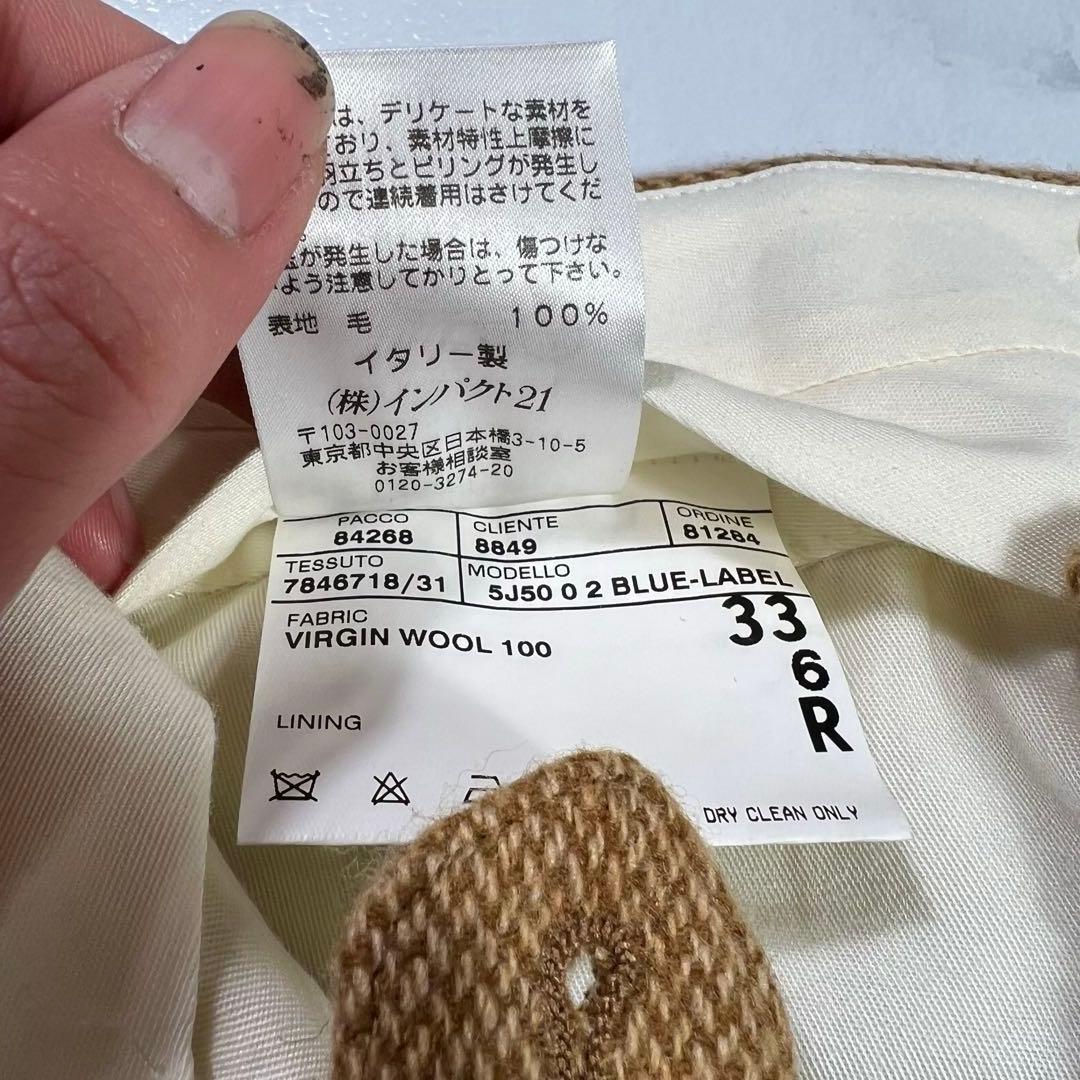 は、デリケートな素材を
おり、素材特性上摩擦に
羽立ちとピリングが発生し
ので連続着用はさけてくだ
。
が発生した場合は、傷つけな
よう注意してかりとって下さい。
表地 毛 100%
イタリー製
(株)インパクト21
〒103-0027
東京都中央区日本橋3-10-5
お客様相談室
0120-3274-20
PACCO CLIENTE ORDINE
84268 8849 81284
TESSUTO MODELLO
7846718/31 5J50 0 2 BLUE-LABEL
FABRIC 33
VIRGIN WOOL 100 6
R
LINING
DRY CLEAN ONLY